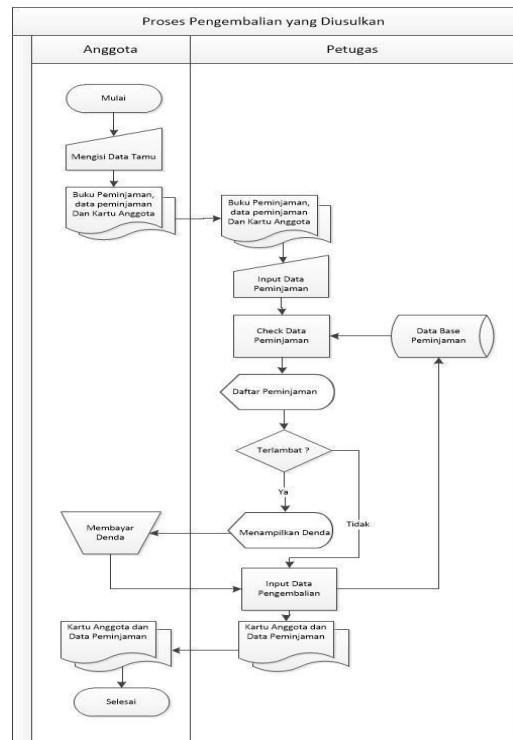 Proses Pengembalian yang Diusulkan
Anggota
Petugas
Mulai
Mengisi Data Tamu
Buku Peminjaman,
data peminjaman
Dan Kartu Anggota
Buku Peminjaman,
data peminjaman
Dan Kartu Anggota
Input Data
Peminjaman
Check Data
Peminjaman
Data Base
Peminjaman
Daftar Peminjaman
Terlambat ?
Ya
Tidak
Menampilkan Denda
Membayar
Denda
Input Data
Pengembalian
Kartu Anggota dan
Data Peminjaman
Kartu Anggota dan
Data Peminjaman
Selesai